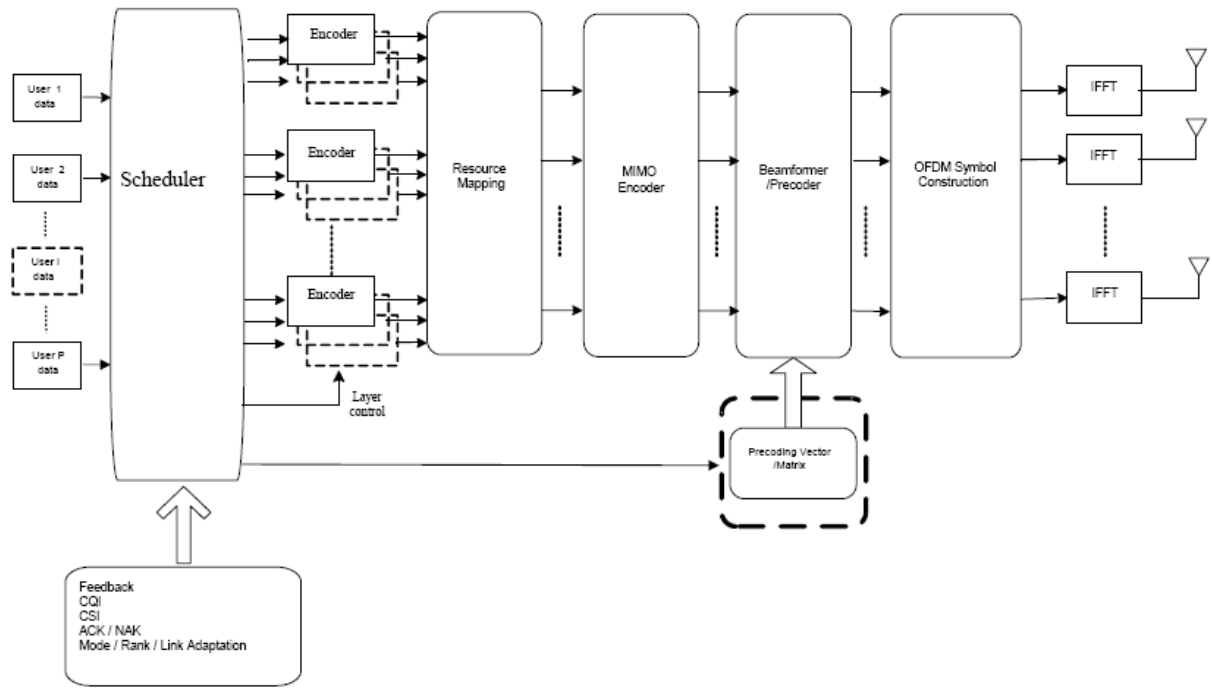 User 1
data
User 2
data
User I
data
User P
data
Scheduler
Encoder
Encoder
Encoder
Layer
control
Resource
Mapping
MIMO
Encoder
Beamformer
/Precoder
OFDM Symbol
Construction
IFFT
IFFT
IFFT
Precoding Vector
/Matrix
Feedback
CQI
CSI
ACK / NAK
Mode / Rank / Link Adaptation